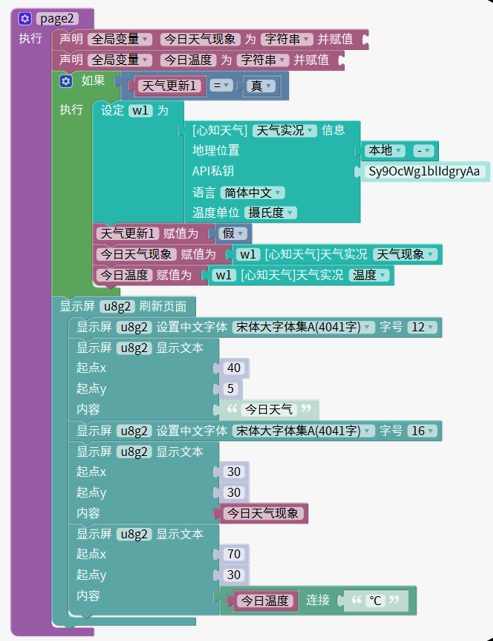 page2
执行 声明 全局变量 今日天气现象 为 字符串 并赋值
声明 全局变量 今日温度 为 字符串 并赋值
如果 天气更新1 = 真
执行 设定 w1 为
[心知天气] 天气实况 信息
地理位置 本地 -
API私钥 Sy9OcWg1blIdgryAa
语言 简体中文
温度单位 摄氏度
天气更新1 赋值为 假
今日天气现象 赋值为 w1 [心知天气]天气实况 天气现象
今日温度 赋值为 w1 [心知天气]天气实况 温度
显示屏 u8g2 刷新页面
显示屏 u8g2 设置中文字体 宋体大字体集A(4041字) 字号 12
显示屏 u8g2 显示文本
起点x 40
起点y 5
内容 “ 今日天气 ”
显示屏 u8g2 设置中文字体 宋体大字体集A(4041字) 字号 16
显示屏 u8g2 显示文本
起点x 30
起点y 30
内容 今日天气现象
显示屏 u8g2 显示文本
起点x 70
起点y 30
内容 今日温度 连接 “ ℃ ”